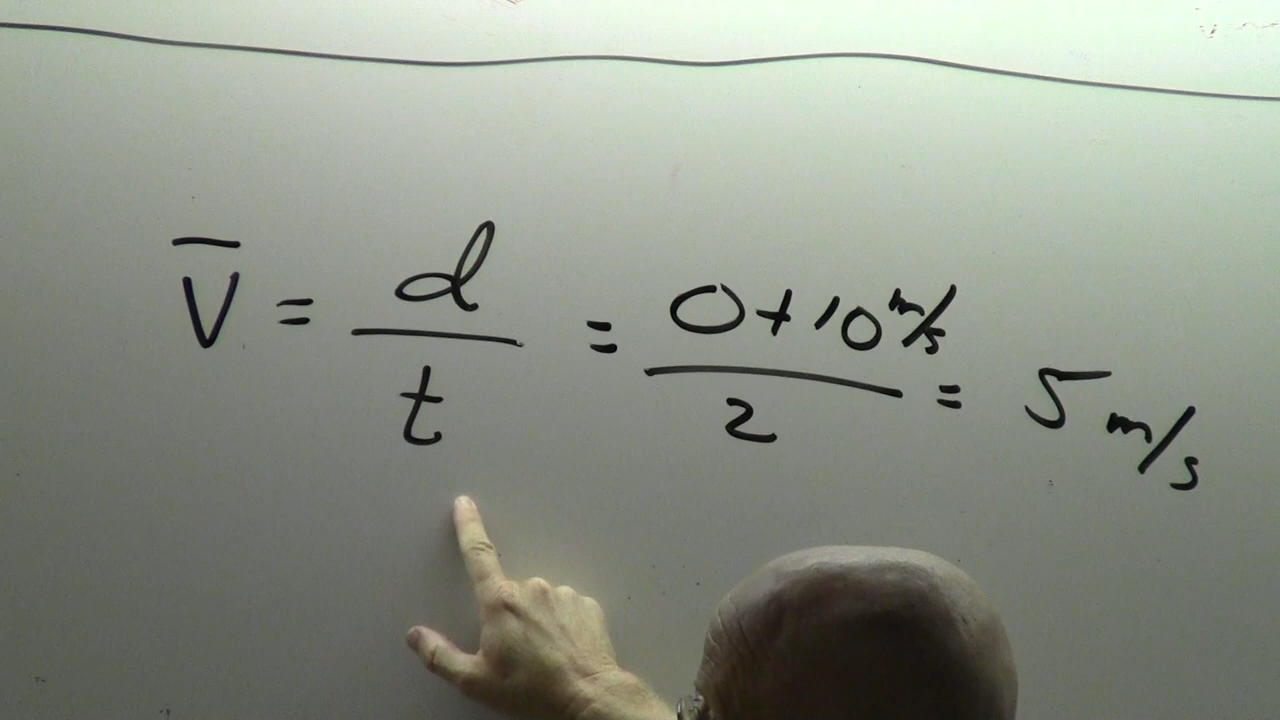 V̅ = d/t = (0 + 10 m/s)/2 = 5 m/s